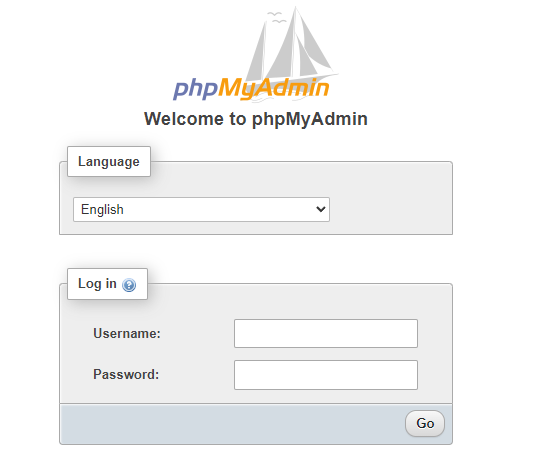 phpMyAdmin
Welcome to phpMyAdmin
Language
English
Log in
Username:
Password:
Go